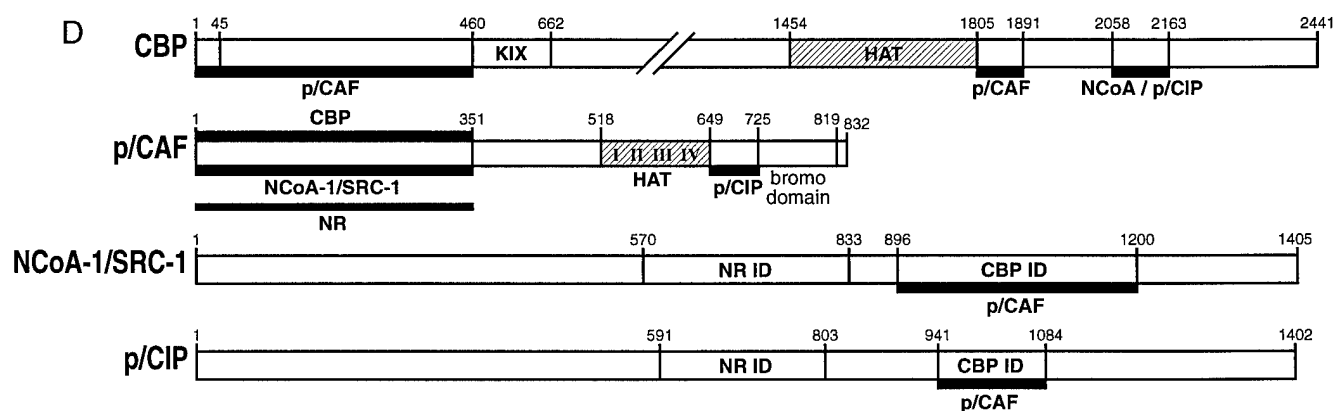 D
1 45 460 662 1454 1805 1891 2058 2163 2441
CBP KIX HAT
p/CAF p/CAF NCoA / p/CIP
CBP
1 351 518 649 725 819 832
p/CAF I II III IV
NCoA-1/SRC-1 HAT p/CIP bromo
domain
NR
1 570 833 896 1200 1405
NCoA-1/SRC-1 NR ID CBP ID
p/CAF
1 591 803 941 1084 1402
p/CIP NR ID CBP ID
p/CAF